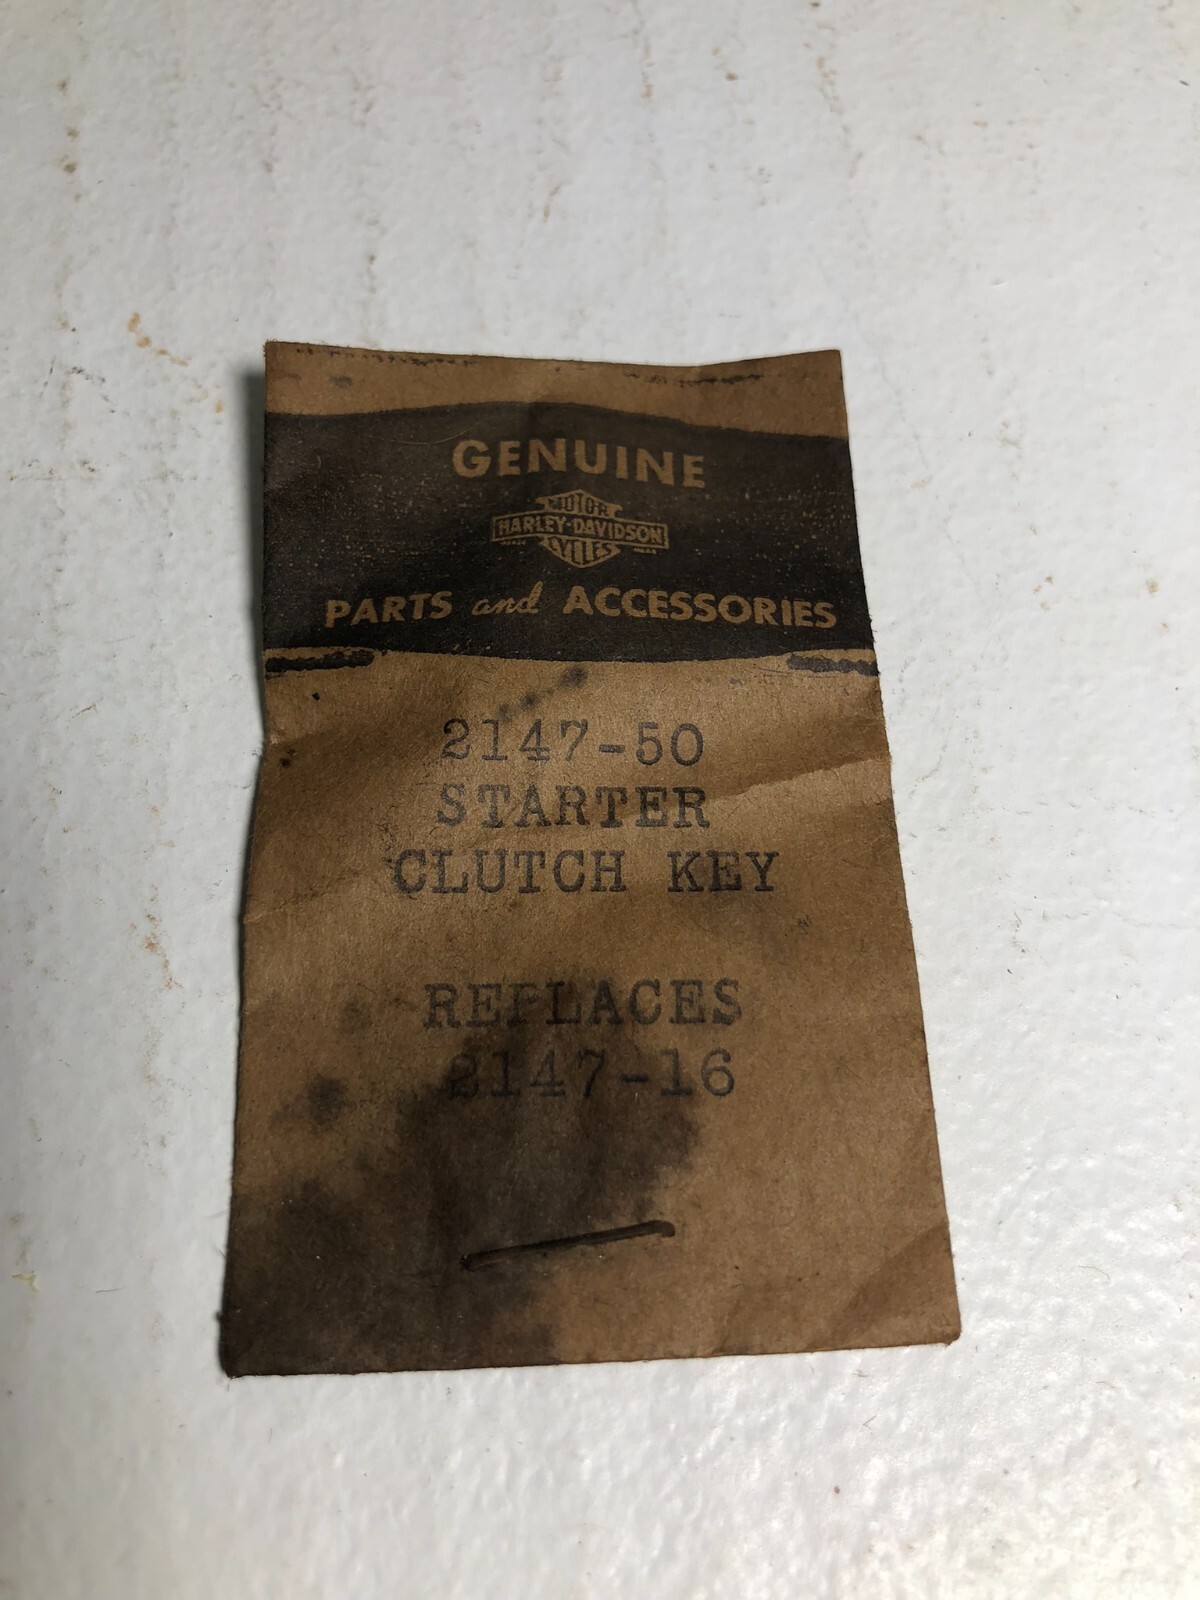 GENUINE
MOTOR
HARLEY-DAVIDSON
CYCLES
PARTS and ACCESSORIES
2147-50
STARTER
CLUTCH KEY
REPLACES
2147-16